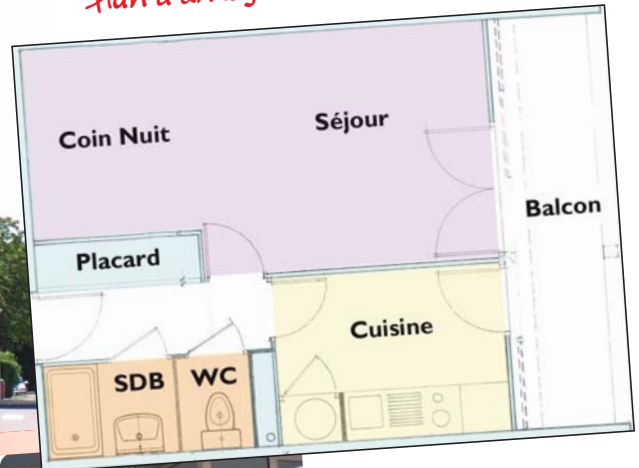 Coin Nuit
Séjour
Balcon
Placard
Cuisine
SDB
WC